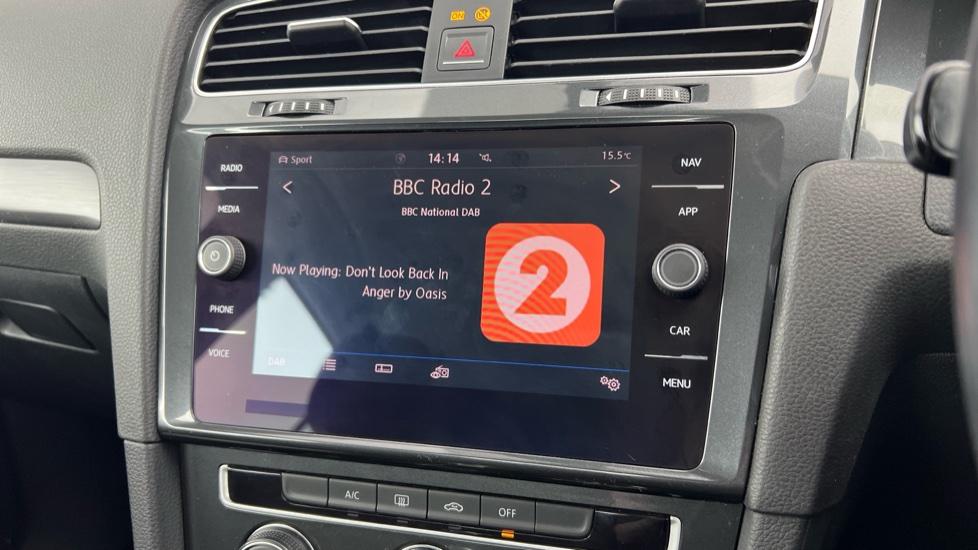 ON
RADIO
MEDIA
PHONE
VOICE
Sport 14:14 15.5°C
< BBC Radio 2 >
BBC National DAB
Now Playing: Don't Look Back In
Anger by Oasis
2
DAB
NAV
APP
CAR
MENU
A/C
OFF